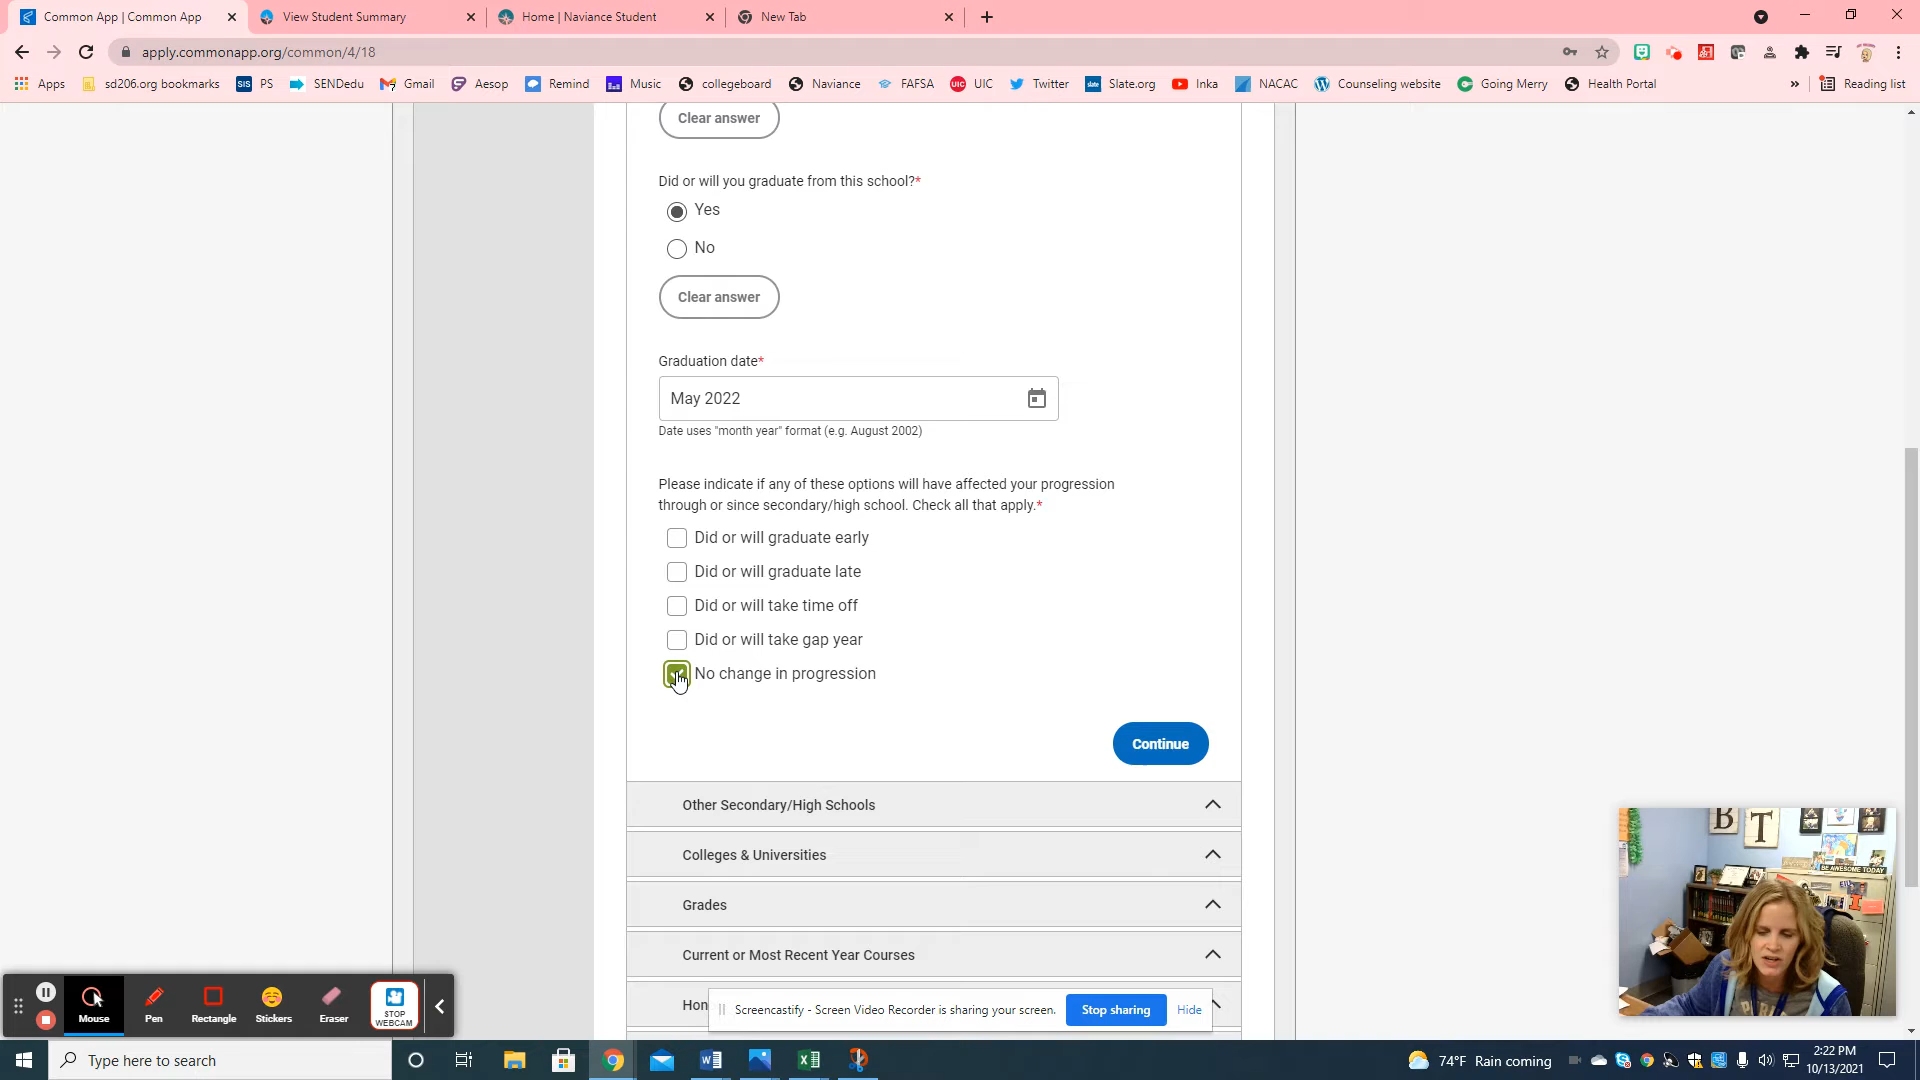 Common App | Common App
View Student Summary
Home | Naviance Student
New Tab
apply.commonapp.org/common/4/18
Apps
sd206.org bookmarks
SIS PS
SENDedu
Gmail
Aesop
Remind
Music
collegeboard
Naviance
FAFSA
UIC UIC
Twitter
slate Slate.org
Inka
NACAC
Counseling website
Going Merry
Health Portal
»
Reading list
Clear answer
Did or will you graduate from this school?*
Yes
No
Clear answer
Graduation date*
May 2022
Date uses "month year" format (e.g. August 2002)
Please indicate if any of these options will have affected your progression
through or since secondary/high school. Check all that apply.*
Did or will graduate early
Did or will graduate late
Did or will take time off
Did or will take gap year
No change in progression
Continue
Other Secondary/High Schools
Colleges & Universities
Grades
Current or Most Recent Year Courses
Hon
B T
BE AWESOME TODAY
Mouse
Pen
Rectangle
Stickers
Eraser
STOP
WEBCAM
Screencastify - Screen Video Recorder is sharing your screen.
Stop sharing
Hide
Type here to search
74°F Rain coming
2:22 PM
10/13/2021